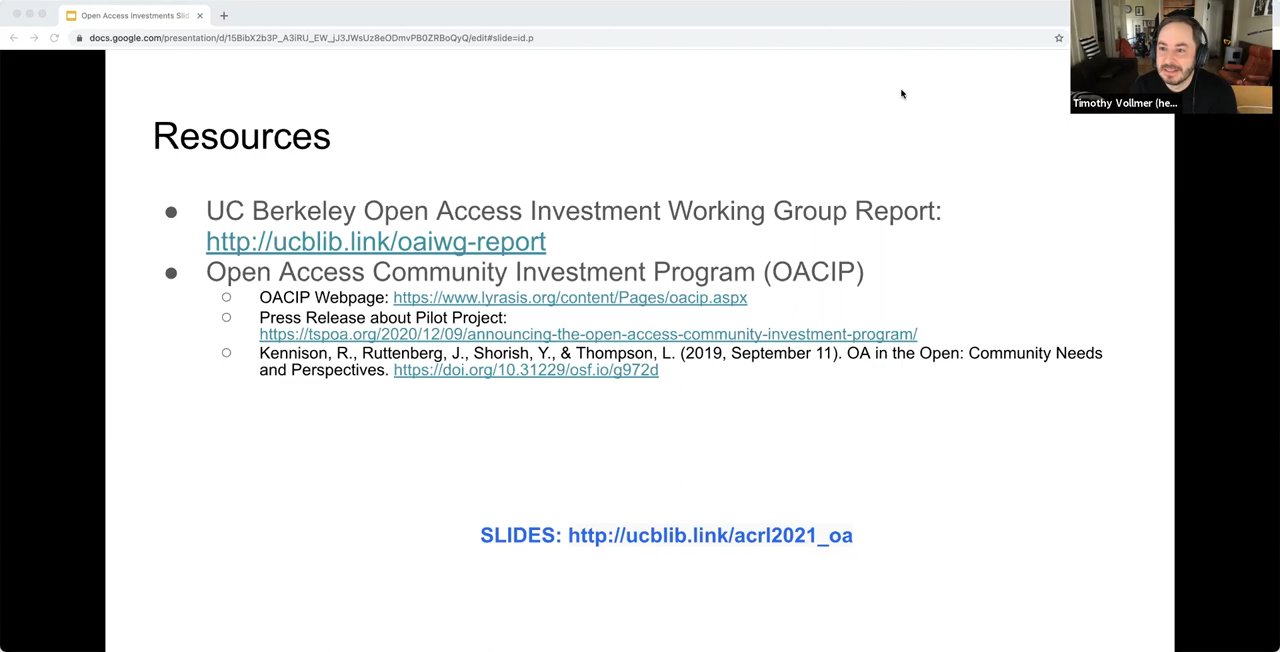 Open Access Investments Slid
docs.google.com/presentation/d/15BibX2b3P_A3iRU_EW_jJ3JWsUz8eODmvPB0ZRBoQyQ/edit#slide=id.p
Timothy Vollmer (he...
Resources
● UC Berkeley Open Access Investment Working Group Report:
http://ucblib.link/oaiwg-report
● Open Access Community Investment Program (OACIP)
○ OACIP Webpage: https://www.lyrasis.org/content/Pages/oacip.aspx
○ Press Release about Pilot Project:
https://tspoa.org/2020/12/09/announcing-the-open-access-community-investment-program/
○ Kennison, R., Ruttenberg, J., Shorish, Y., & Thompson, L. (2019, September 11). OA in the Open: Community Needs
and Perspectives. https://doi.org/10.31229/osf.io/g972d
SLIDES: http://ucblib.link/acrl2021_oa